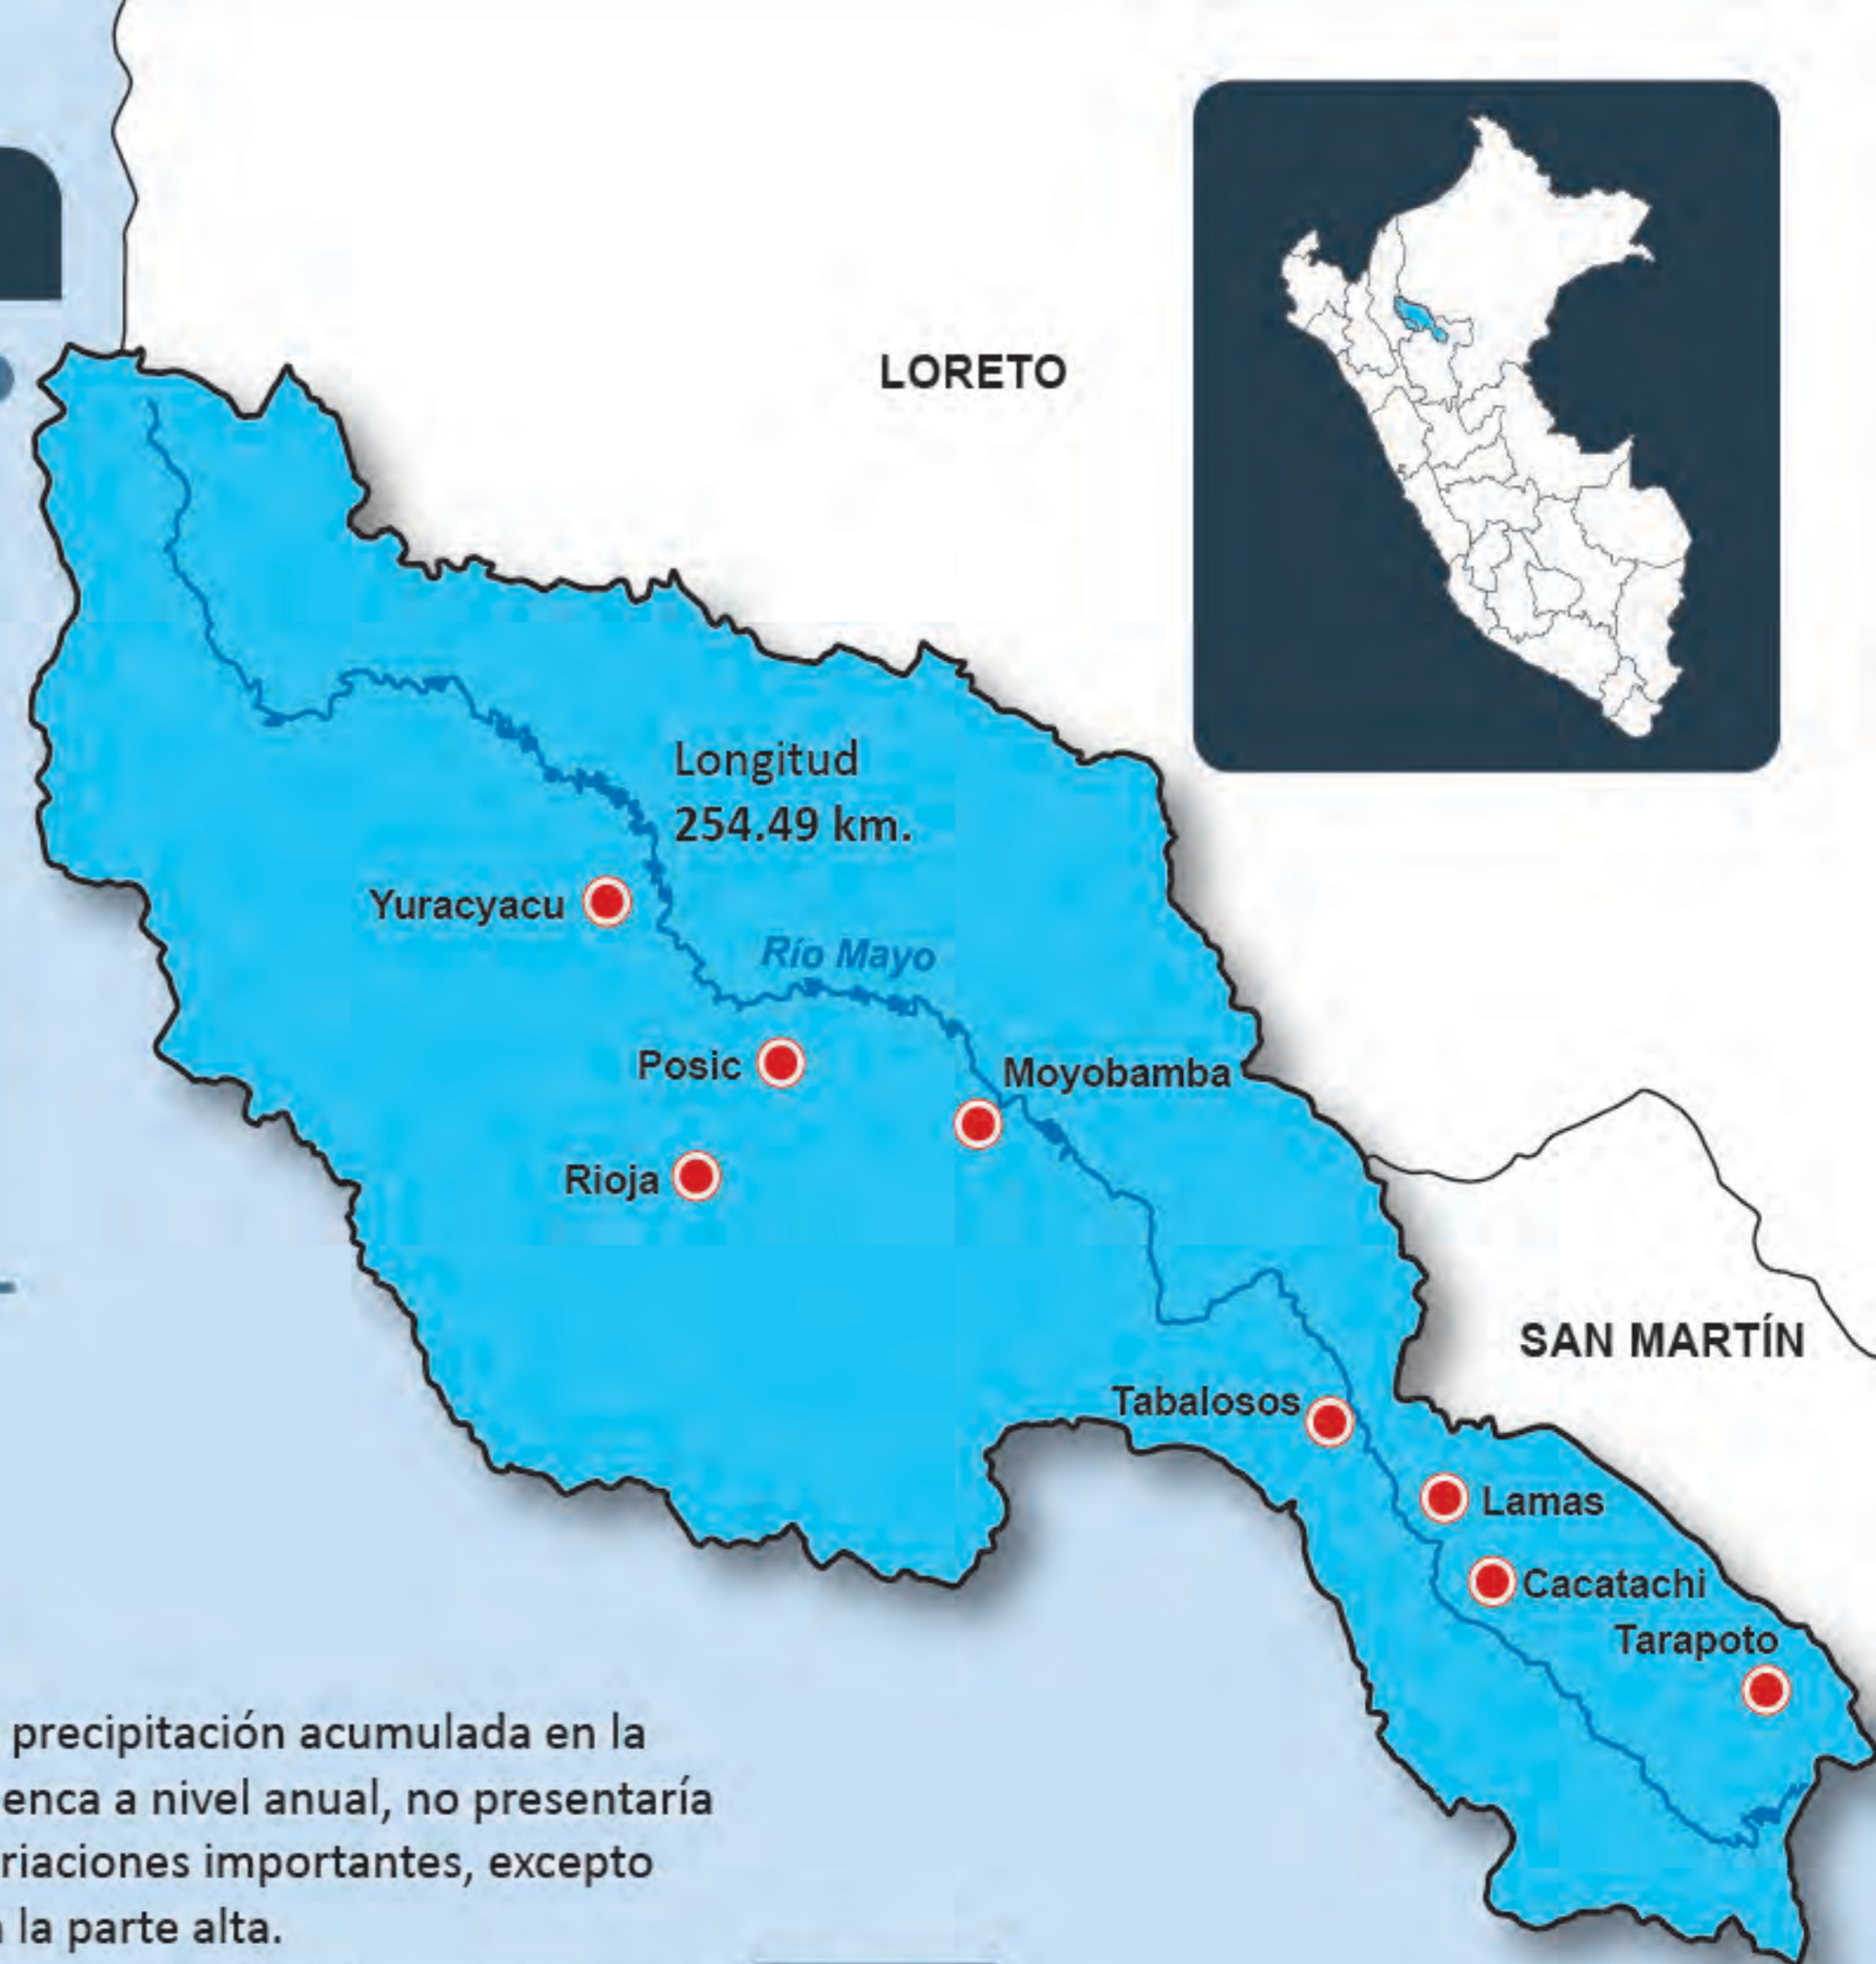 LORETO
Longitud
254.49 km.
Yuracyacu
Río Mayo
Posic
Moyobamba
Rioja
SAN MARTÍN
Tabalosos
Lamas
Cacatachi
Tarapoto
precipitación acumulada en la
enca a nivel anual, no presentaría
riaciones importantes, excepto
la parte alta.